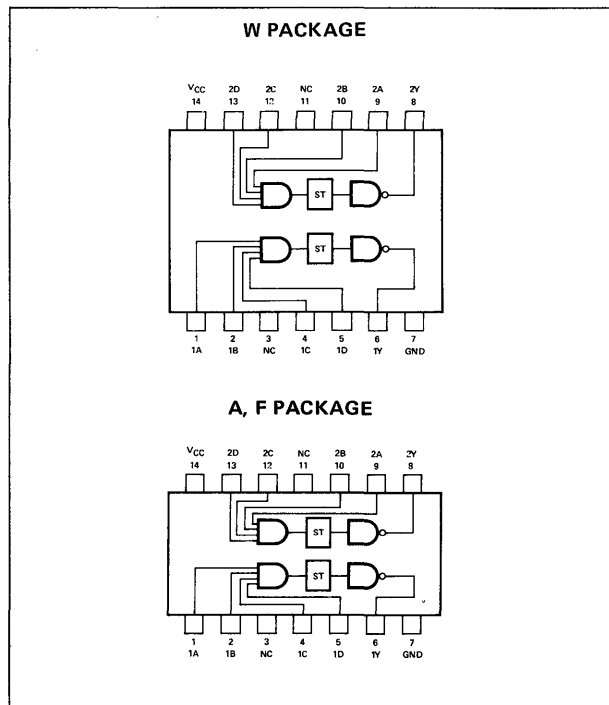 W PACKAGE
VCC 2D 2C NC 2B 2A 2Y
14 13 12 11 10 9 8
ST
ST
1 2 3 4 5 6 7
1A 1B NC 1C 1D 1Y GND
A, F PACKAGE
VCC 2D 2C NC 2B 2A 2Y
14 13 12 11 10 9 8
ST
ST
1 2 3 4 5 6 7
1A 1B NC 1C 1D 1Y GND